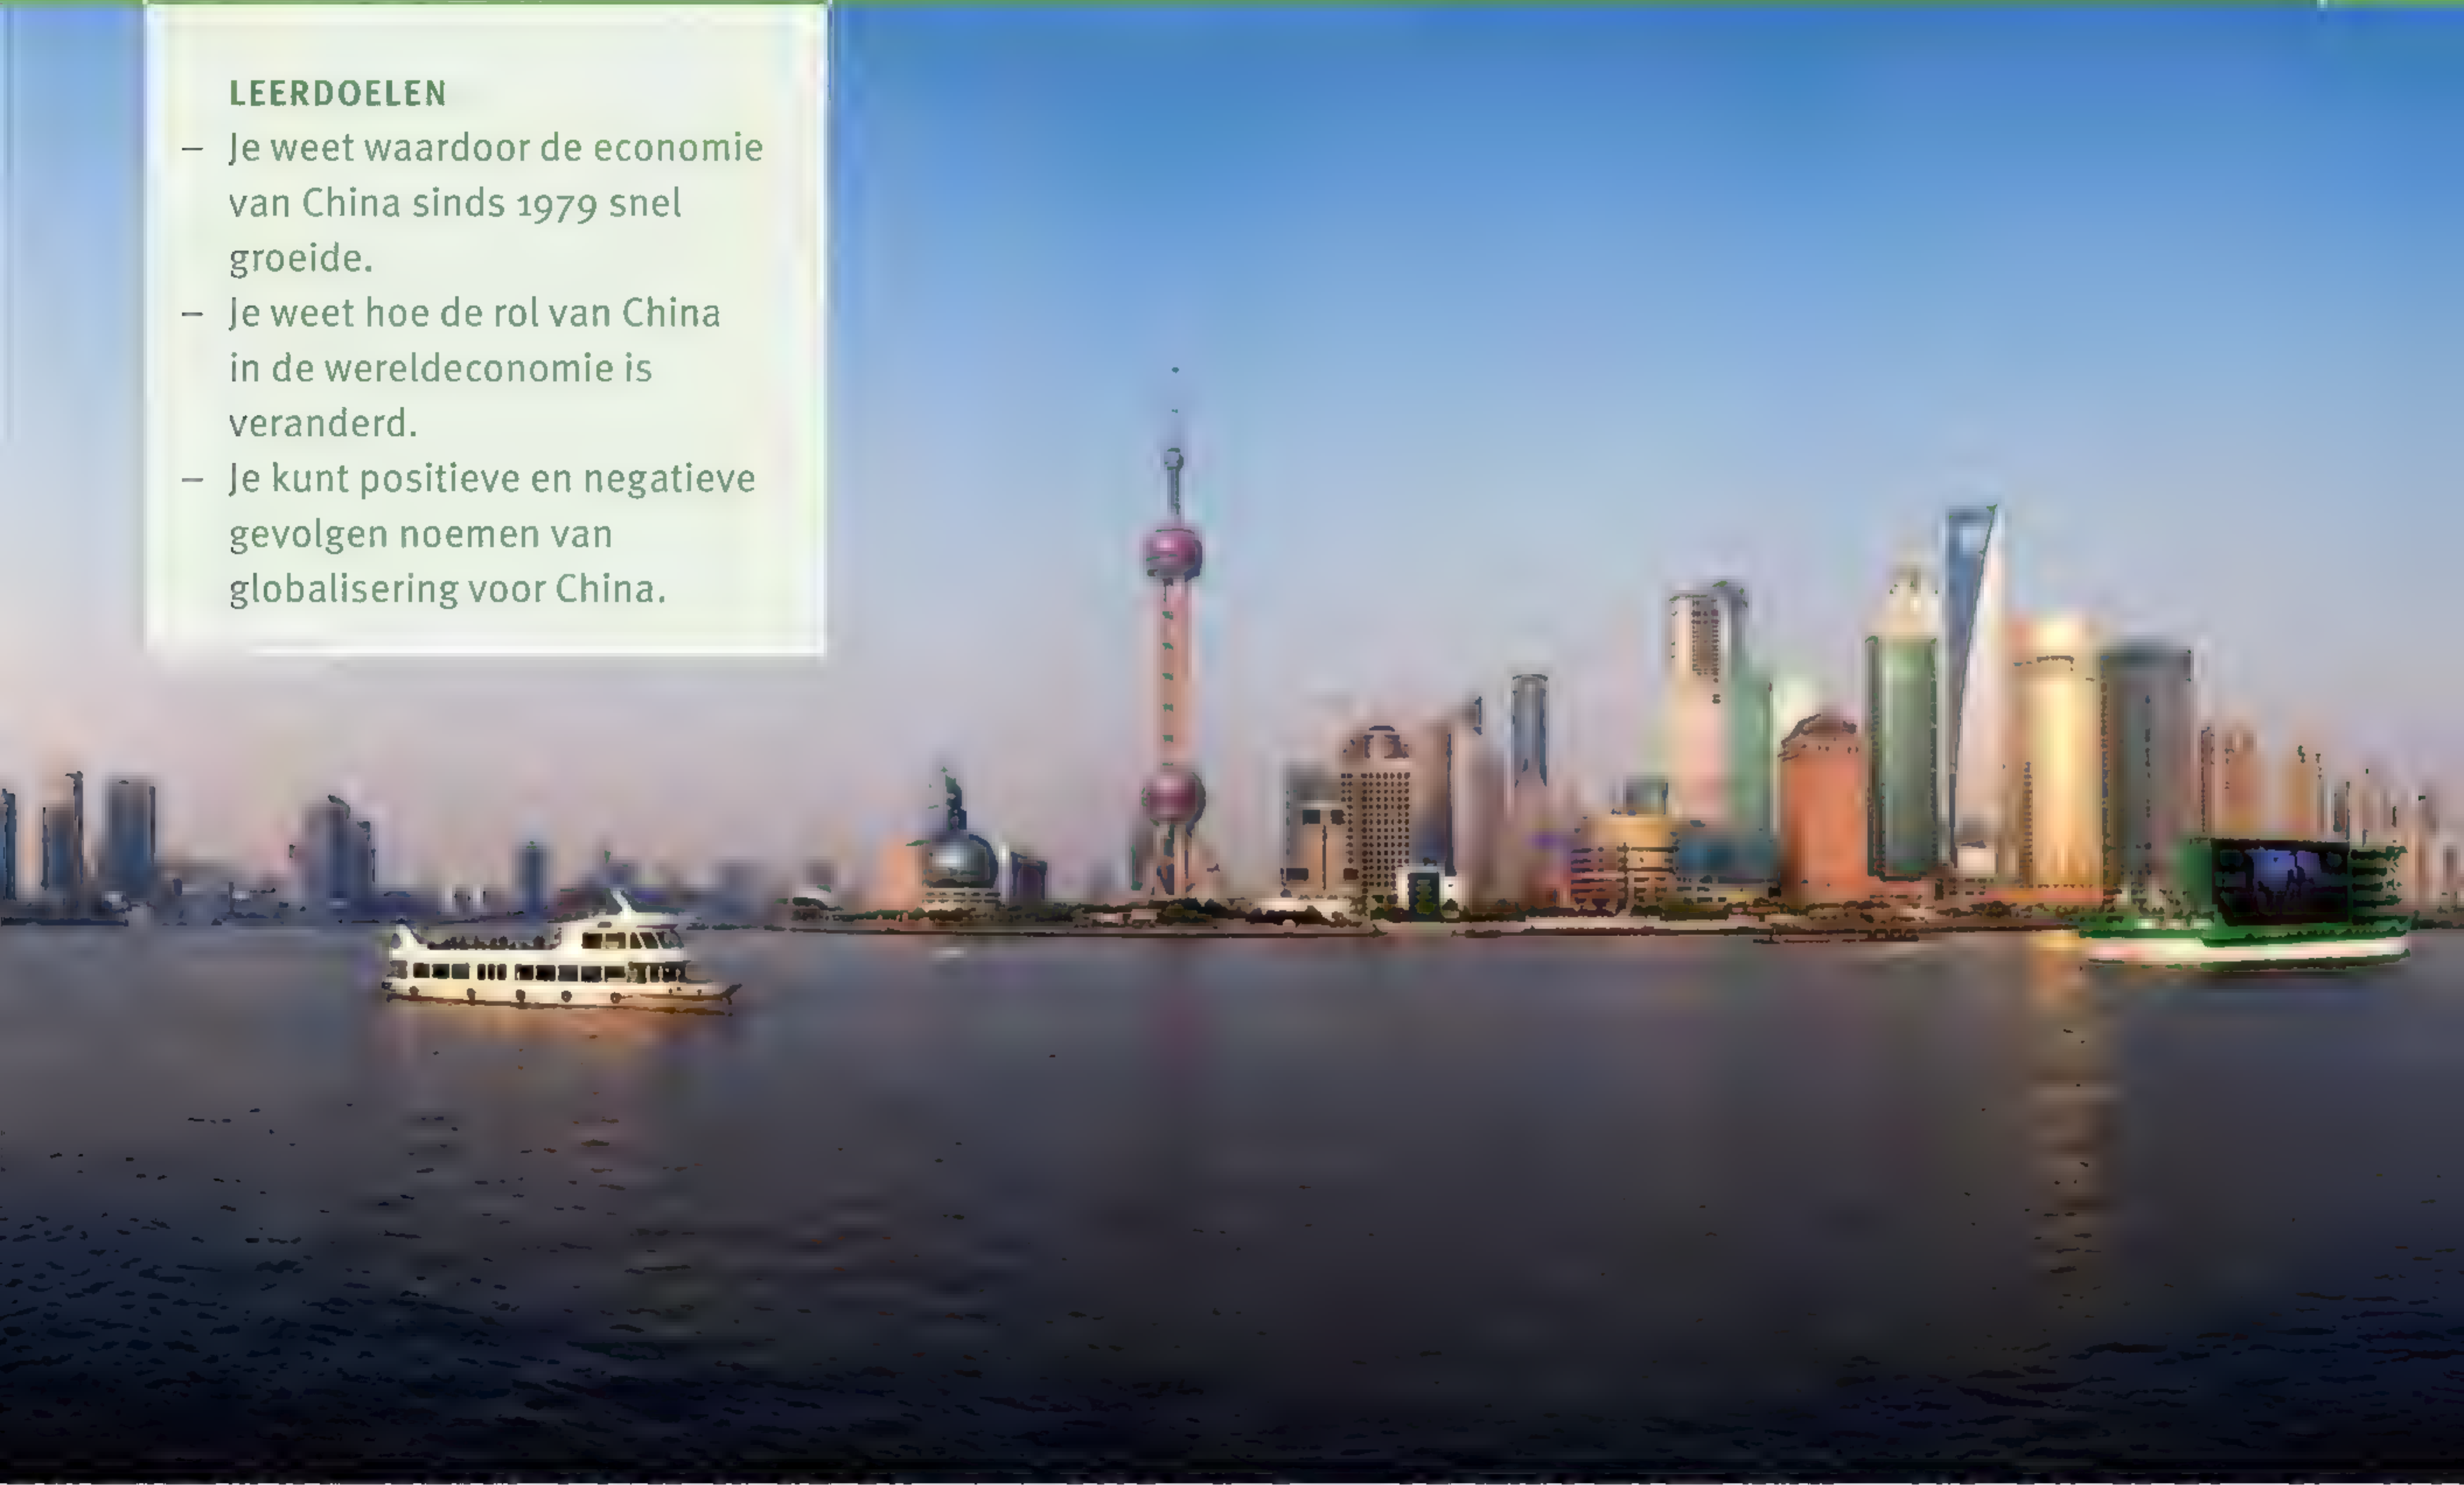 LEERDOELEN
– Je weet waardoor de economie
van China sinds 1979 snel
groeide.
– Je weet hoe de rol van China
in de wereldeconomie is
veranderd.
– Je kunt positieve en negatieve
gevolgen noemen van
globalisering voor China.